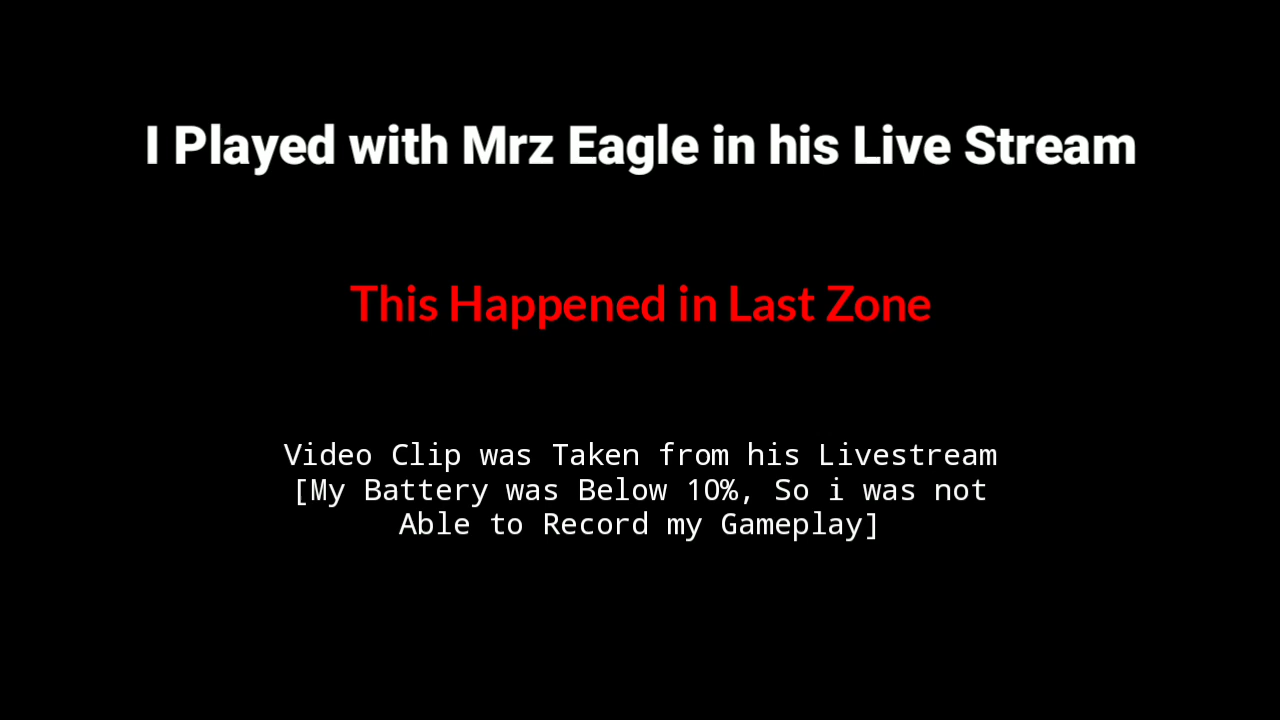 I Played with Mrz Eagle in his Live Stream
This Happened in Last Zone
Video Clip was Taken from his Livestream
[My Battery was Below 10%, So i was not
Able to Record my Gameplay]